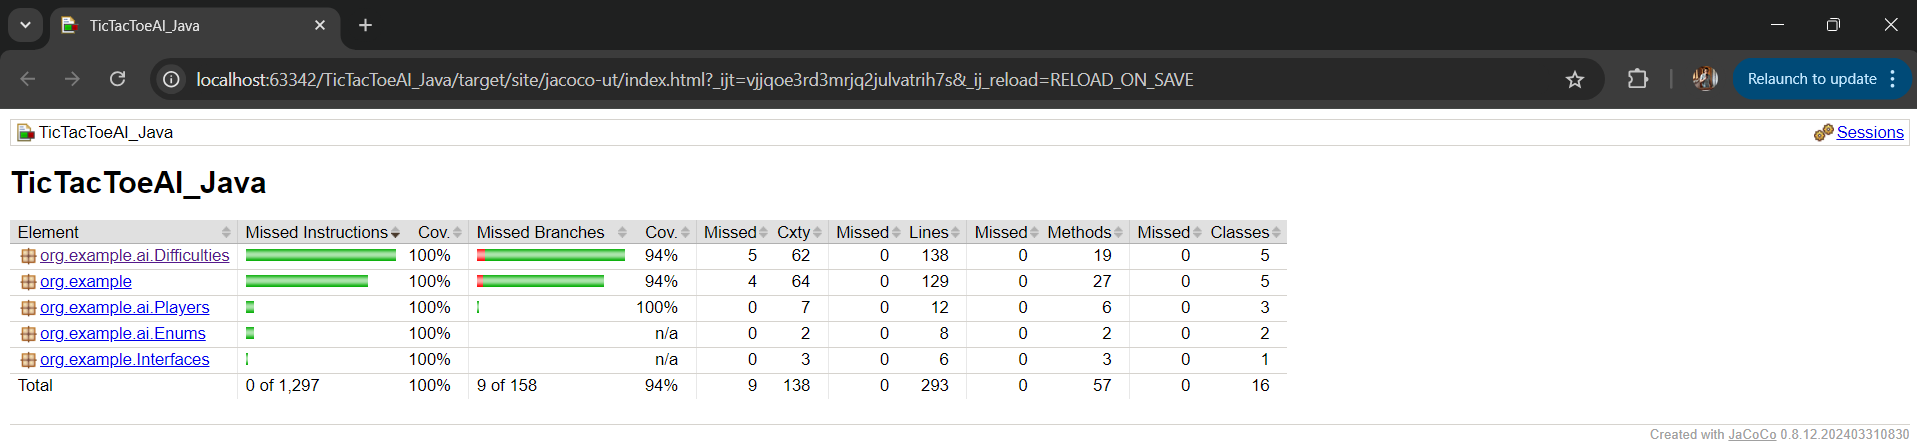 TicTacToeAI_Java
localhost:63342/TicTacToeAI_Java/target/site/jacoco-ut/index.html?_ijt=vjjqoe3rd3mrjq2julvatrih7s&_ij_reload=RELOAD_ON_SAVE
Relaunch to update
TicTacToeAI_Java Sessions
TicTacToeAI_Java
Element Missed Instructions Cov. Missed Branches Cov. Missed Cxty Missed Lines Missed Methods Missed Classes
org.example.ai.Difficulties 100% 94% 5 62 0 138 0 19 0 5
org.example 100% 94% 4 64 0 129 0 27 0 5
org.example.ai.Players 100% 100% 0 7 0 12 0 6 0 3
org.example.ai.Enums 100% n/a 0 2 0 8 0 2 0 2
org.example.Interfaces 100% n/a 0 3 0 6 0 3 0 1
Total 0 of 1,297 100% 9 of 158 94% 9 138 0 293 0 57 0 16
Created with JaCoCo 0.8.12.202403310830